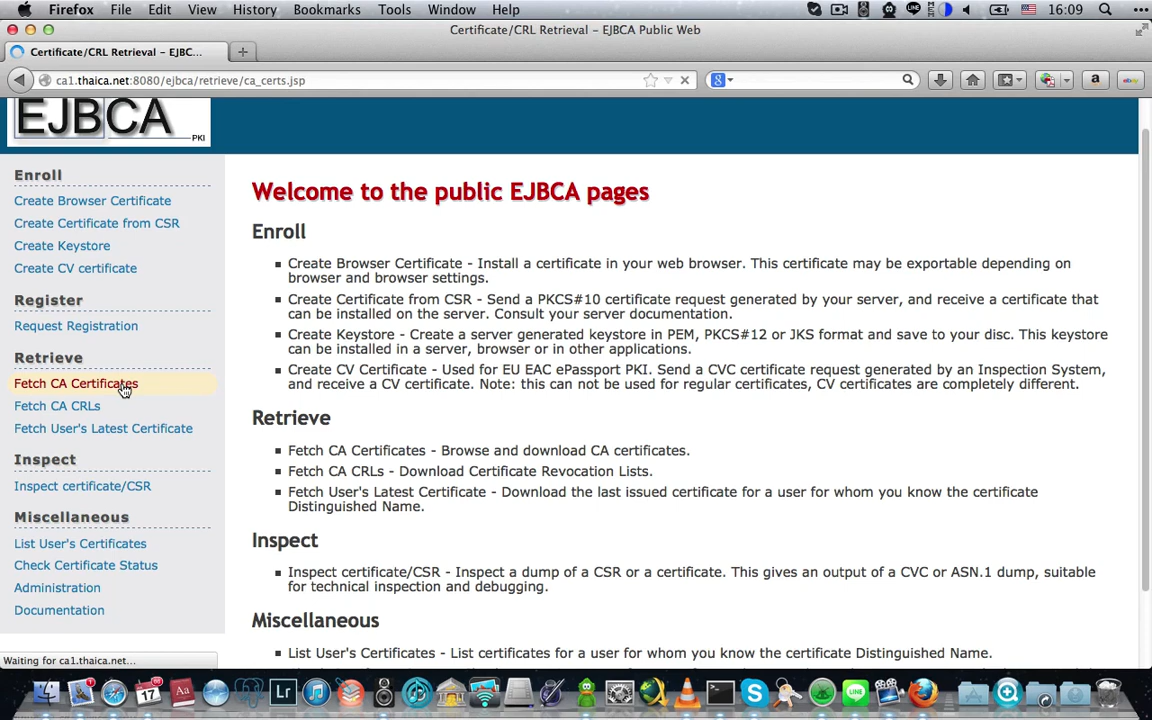 Firefox File Edit View History Bookmarks Tools Window Help 16:09
Certificate/CRL Retrieval - EJBCA Public Web
Certificate/CRL Retrieval - EJBC...
ca1.thaica.net:8080/ejbca/retrieve/ca_certs.jsp
EJBCA
PKI
Enroll
Create Browser Certificate
Create Certificate from CSR
Create Keystore
Create CV certificate
Register
Request Registration
Retrieve
Fetch CA Certificates
Fetch CA CRLs
Fetch User's Latest Certificate
Inspect
Inspect certificate/CSR
Miscellaneous
List User's Certificates
Check Certificate Status
Administration
Documentation
Waiting for ca1.thaica.net...
Welcome to the public EJBCA pages
Enroll
Create Browser Certificate - Install a certificate in your web browser. This certificate may be exportable depending on
browser and browser settings.
Create Certificate from CSR - Send a PKCS#10 certificate request generated by your server, and receive a certificate that
can be installed on the server. Consult your server documentation.
Create Keystore - Create a server generated keystore in PEM, PKCS#12 or JKS format and save to your disc. This keystore
can be installed in a server, browser or in other applications.
Create CV Certificate - Used for EU EAC ePassport PKI. Send a CVC certificate request generated by an Inspection System,
and receive a CV certificate. Note: this can not be used for regular certificates, CV certificates are completely different.
Retrieve
Fetch CA Certificates - Browse and download CA certificates.
Fetch CA CRLs - Download Certificate Revocation Lists.
Fetch User's Latest Certificate - Download the last issued certificate for a user for whom you know the certificate
Distinguished Name.
Inspect
Inspect certificate/CSR - Inspect a dump of a CSR or a certificate. This gives an output of a CVC or ASN.1 dump, suitable
for technical inspection and debugging.
Miscellaneous
List User's Certificates - List certificates for a user for whom you know the certificate Distinguished Name.